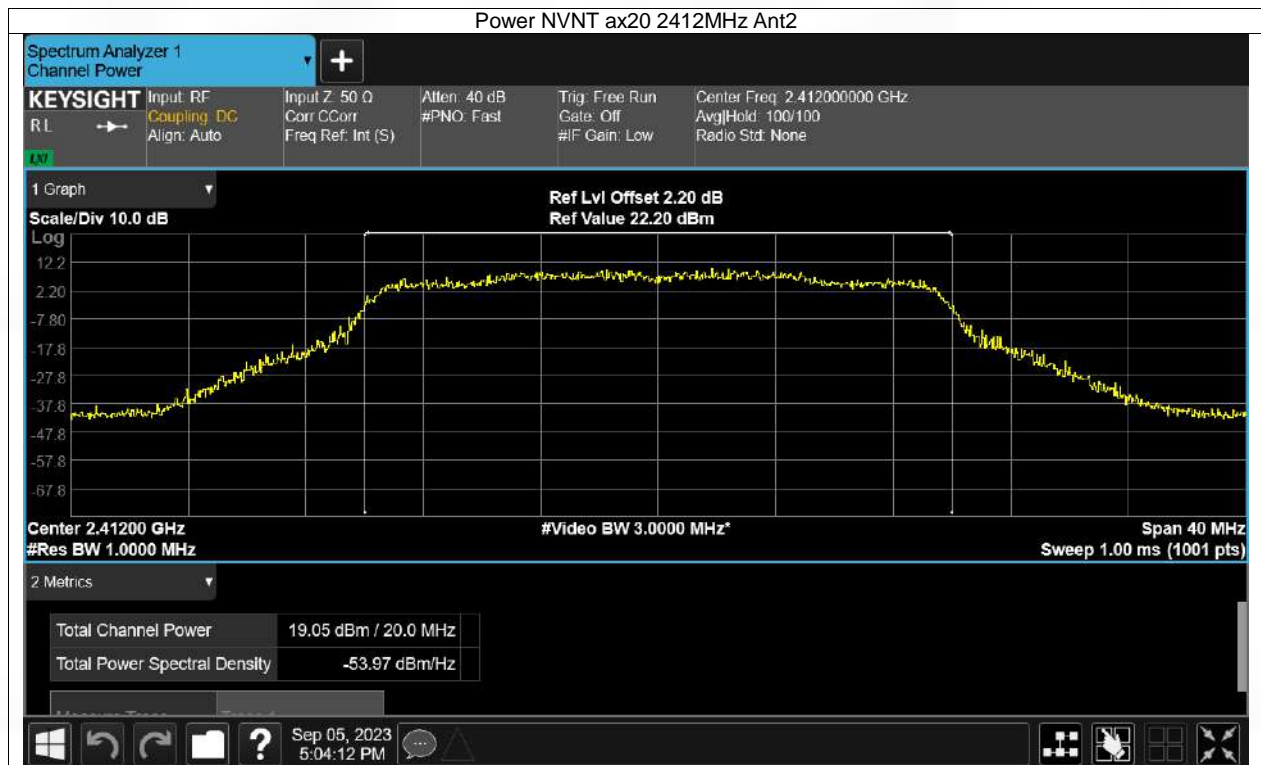 Power NVNT ax20 2412MHz Ant2
Spectrum Analyzer 1
Channel Power
+
KEYSIGHT
RL
LXI
Input: RF
Coupling: DC
Align: Auto
Input Z: 50 Ω
Corr CCorr
Freq Ref: Int (S)
Atten: 40 dB
#PNO: Fast
Trig: Free Run
Gate: Off
#IF Gain: Low
Center Freq: 2.412000000 GHz
Avg|Hold: 100/100
Radio Std: None
1 Graph
Scale/Div 10.0 dB
Ref Lvl Offset 2.20 dB
Ref Value 22.20 dBm
Log
12.2
2.20
-7.80
-17.8
-27.8
-37.8
-47.8
-57.8
-67.8
Center 2.41200 GHz
#Res BW 1.0000 MHz
#Video BW 3.0000 MHz*
Span 40 MHz
Sweep 1.00 ms (1001 pts)
2 Metrics
Total Channel Power 19.05 dBm / 20.0 MHz
Total Power Spectral Density -53.97 dBm/Hz
?
Sep 05, 2023
5:04:12 PM